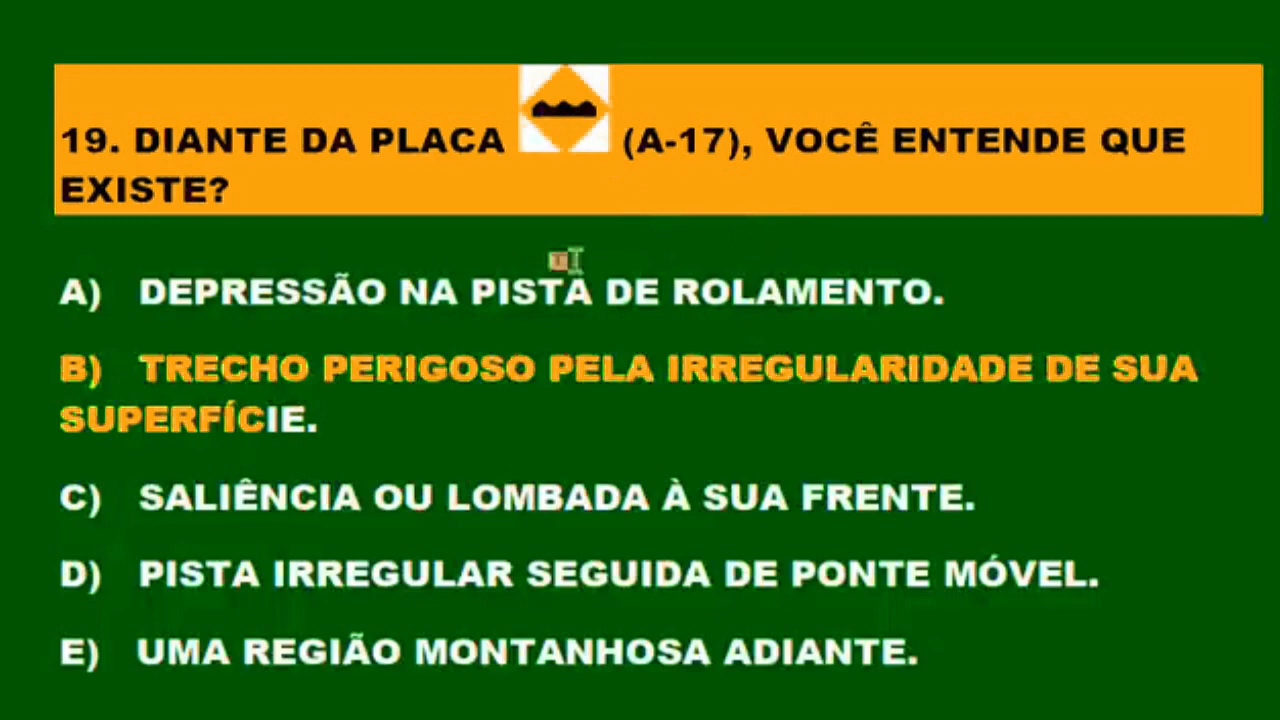 19. DIANTE DA PLACA (A-17), VOCÊ ENTENDE QUE
EXISTE?
A) DEPRESSÃO NA PISTA DE ROLAMENTO.
B) TRECHO PERIGOSO PELA IRREGULARIDADE DE SUA
SUPERFÍCIE.
C) SALIÊNCIA OU LOMBADA À SUA FRENTE.
D) PISTA IRREGULAR SEGUIDA DE PONTE MÓVEL.
E) UMA REGIÃO MONTANHOSA ADIANTE.